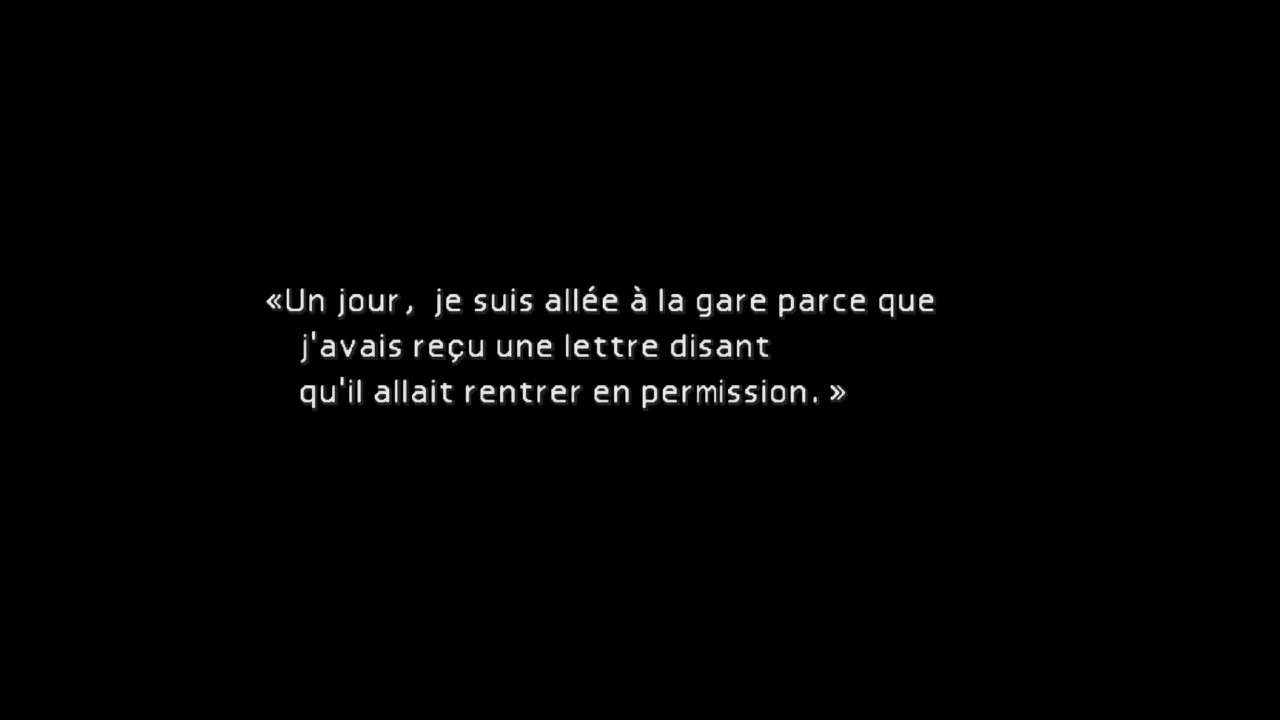 «Un jour, je suis allée à la gare parce que
j'avais reçu une lettre disant
qu'il allait rentrer en permission. »